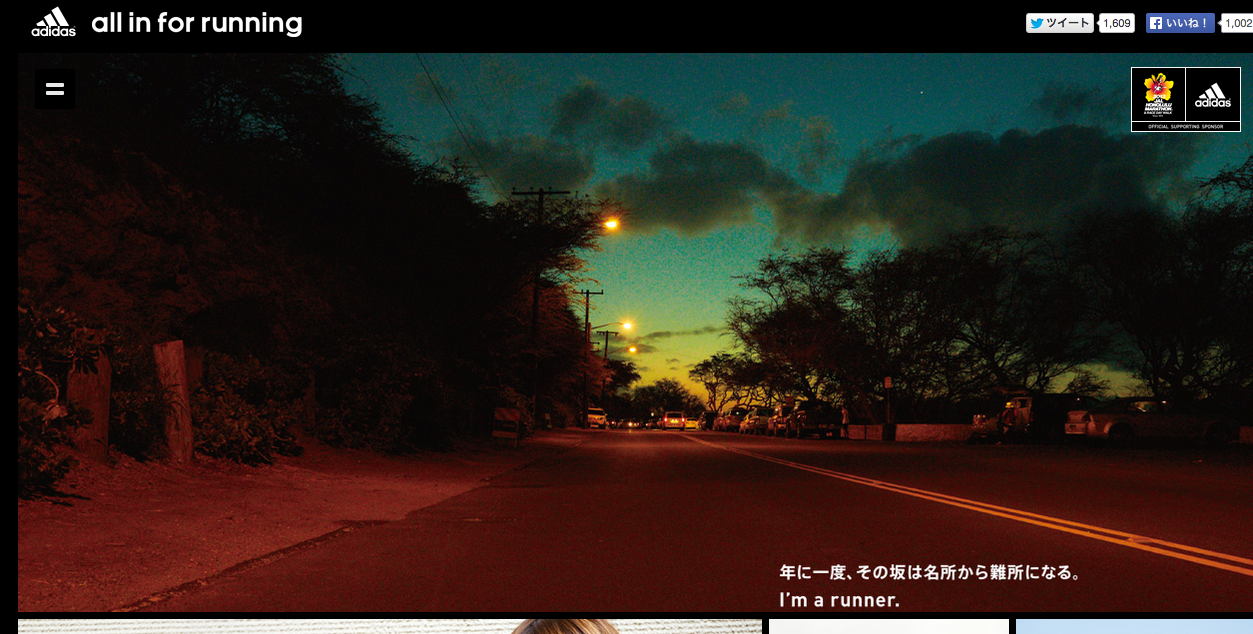 adidas all in for running
ツイート 1,609 いいね！ 1,002
JAL
HONOLULU
MARATHON
adidas
OFFICIAL SUPPORTING SPONSOR
年に一度、その坂は名所から難所になる。
I'm a runner.